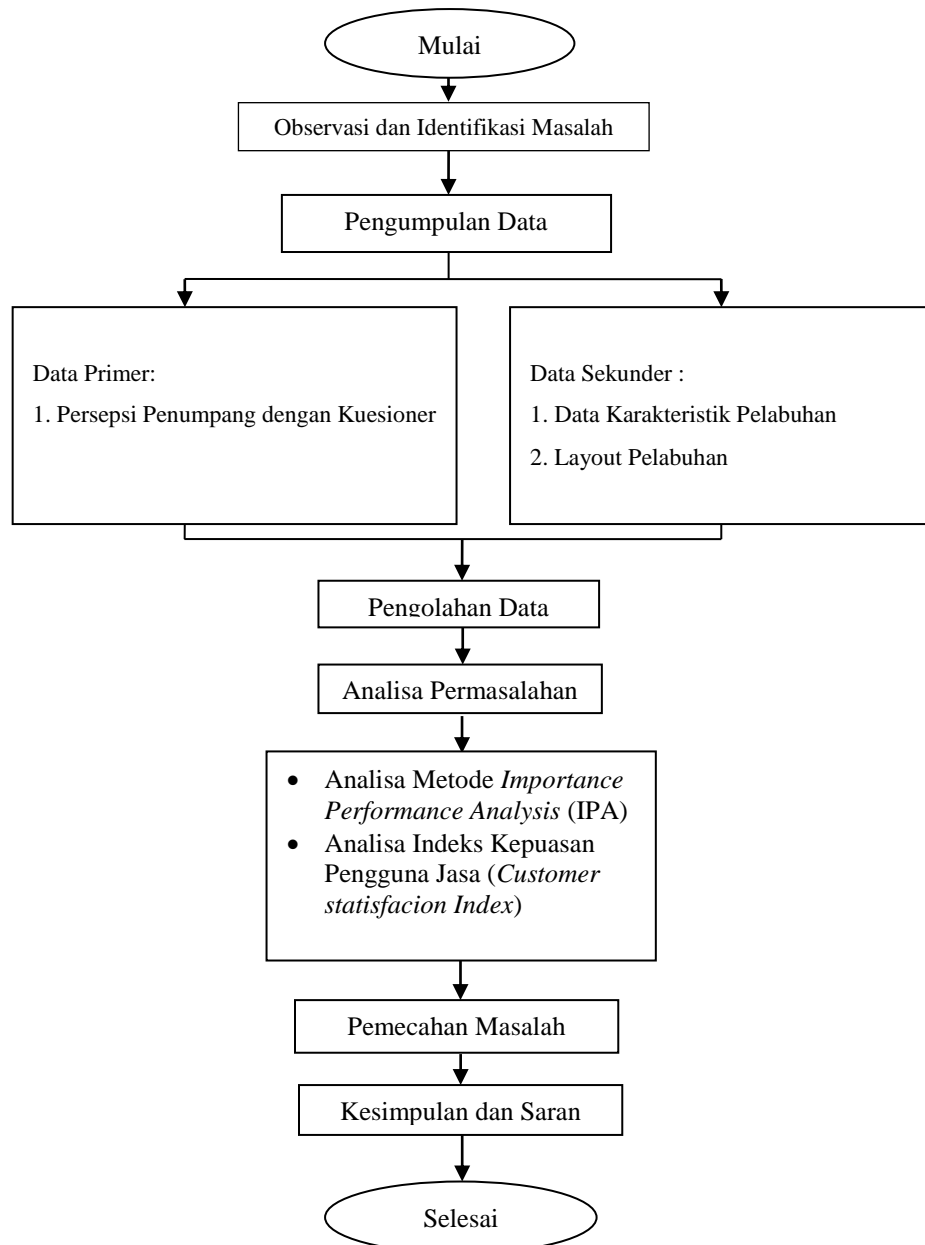 Mulai
Observasi dan Identifikasi Masalah
Pengumpulan Data
Data Primer:
1. Persepsi Penumpang dengan Kuesioner
Data Sekunder :
1. Data Karakteristik Pelabuhan
2. Layout Pelabuhan
Pengolahan Data
Analisa Permasalahan
• Analisa Metode Importance
Performance Analysis (IPA)
• Analisa Indeks Kepuasan
Pengguna Jasa (Customer
statisfacion Index)
Pemecahan Masalah
Kesimpulan dan Saran
Selesai